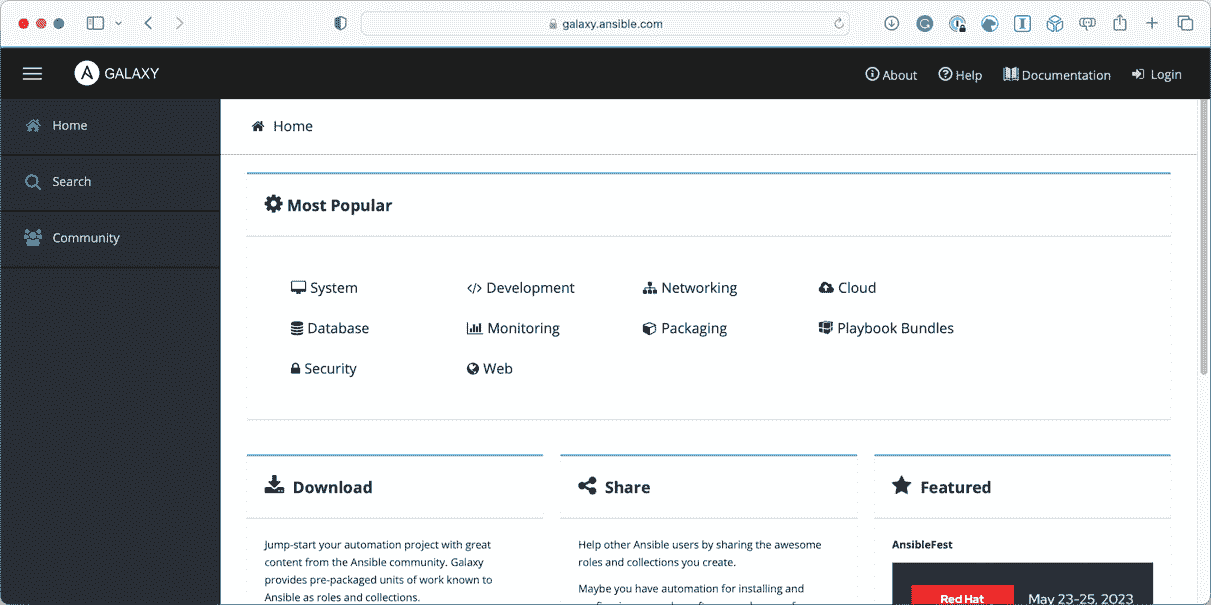 galaxy.ansible.com
A GALAXY
About
Help
Documentation
Login
Home
Search
Community
Home
Most Popular
System
Development
Networking
Cloud
Database
Monitoring
Packaging
Playbook Bundles
Security
Web
Download
Jump-start your automation project with great
content from the Ansible community. Galaxy
provides pre-packaged units of work known to
Ansible as roles and collections.
Share
Help other Ansible users by sharing the awesome
roles and collections you create.
Maybe you have automation for installing and
Featured
AnsibleFest
Red Hat
May 23-25, 2023